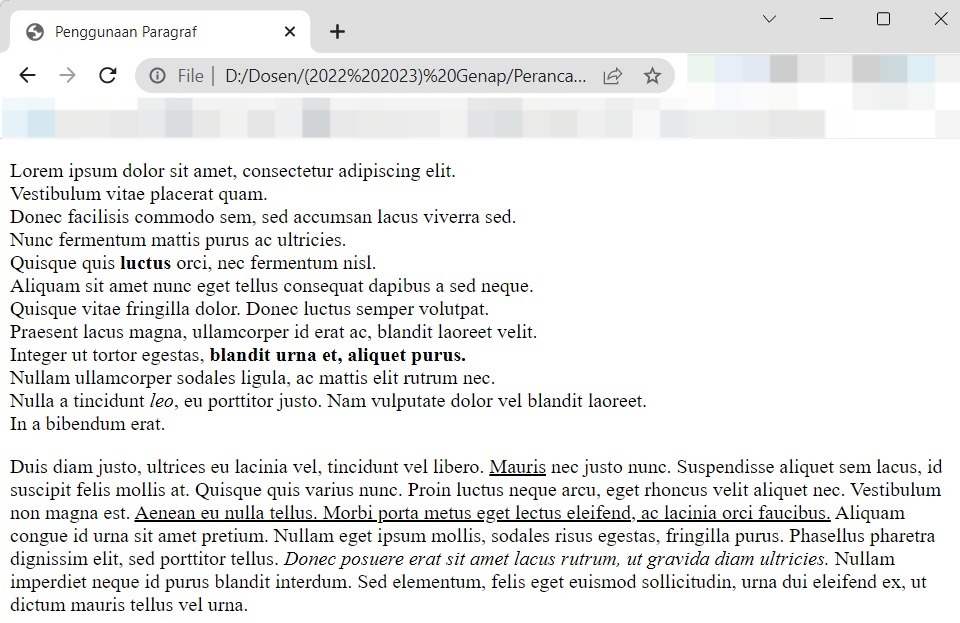 Penggunaan Paragraf
File | D:/Dosen/(2022%202023)%20Genap/Peranca...
Lorem ipsum dolor sit amet, consectetur adipiscing elit.
Vestibulum vitae placerat quam.
Donec facilisis commodo sem, sed accumsan lacus viverra sed.
Nunc fermentum mattis purus ac ultricies.
Quisque quis luctus orci, nec fermentum nisl.
Aliquam sit amet nunc eget tellus consequat dapibus a sed neque.
Quisque vitae fringilla dolor. Donec luctus semper volutpat.
Praesent lacus magna, ullamcorper id erat ac, blandit laoreet velit.
Integer ut tortor egestas, blandit urna et, aliquet purus.
Nullam ullamcorper sodales ligula, ac mattis elit rutrum nec.
Nulla a tincidunt leo, eu porttitor justo. Nam vulputate dolor vel blandit laoreet.
In a bibendum erat.
Duis diam justo, ultrices eu lacinia vel, tincidunt vel libero. Mauris nec justo nunc. Suspendisse aliquet sem lacus, id
suscipit felis mollis at. Quisque quis varius nunc. Proin luctus neque arcu, eget rhoncus velit aliquet nec. Vestibulum
non magna est. Aenean eu nulla tellus. Morbi porta metus eget lectus eleifend, ac lacinia orci faucibus. Aliquam
congue id urna sit amet pretium. Nullam eget ipsum mollis, sodales risus egestas, fringilla purus. Phasellus pharetra
dignissim elit, sed porttitor tellus. Donec posuere erat sit amet lacus rutrum, ut gravida diam ultricies. Nullam
imperdiet neque id purus blandit interdum. Sed elementum, felis eget euismod sollicitudin, urna dui eleifend ex, ut
dictum mauris tellus vel urna.